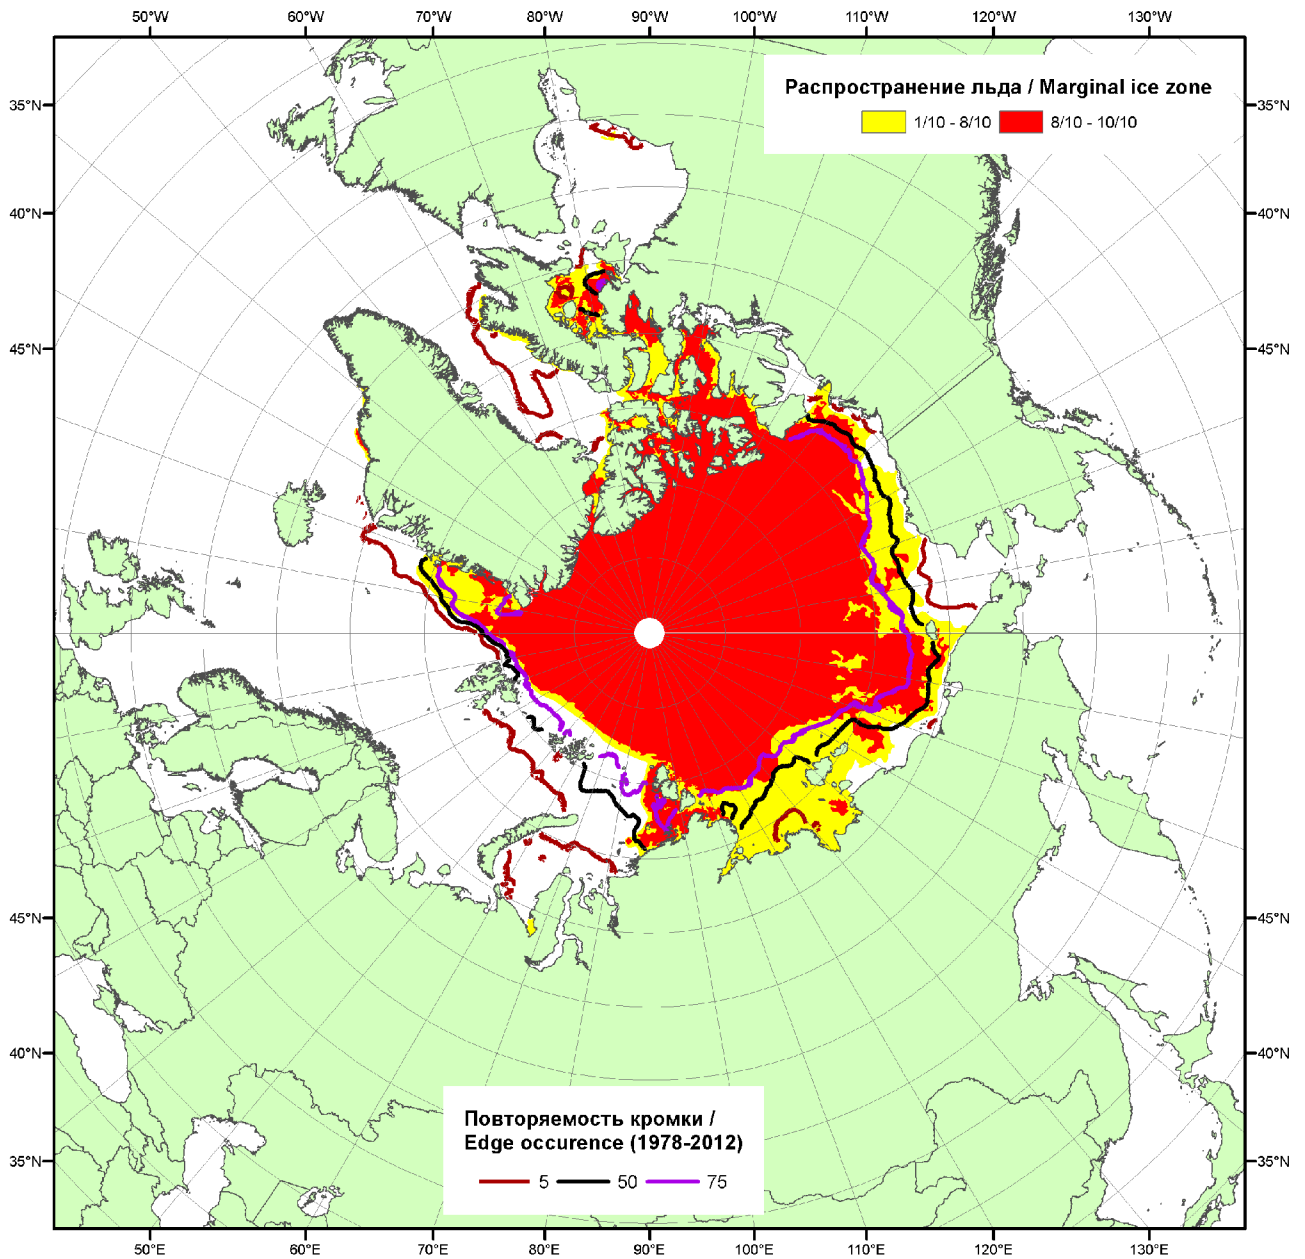 50°W 60°W 70°W 80°W 90°W 100°W 110°W 120°W 130°W
Распространение льда / Marginal ice zone
1/10 - 8/10 8/10 - 10/10
35°N 35°N
40°N 40°N
45°N 45°N
45°N 45°N
40°N 40°N
Повторяемость кромки /
Edge occurence (1978-2012)
35°N 35°N
5 50 75
50°E 60°E 70°E 80°E 90°E 100°E 110°E 120°E 130°E